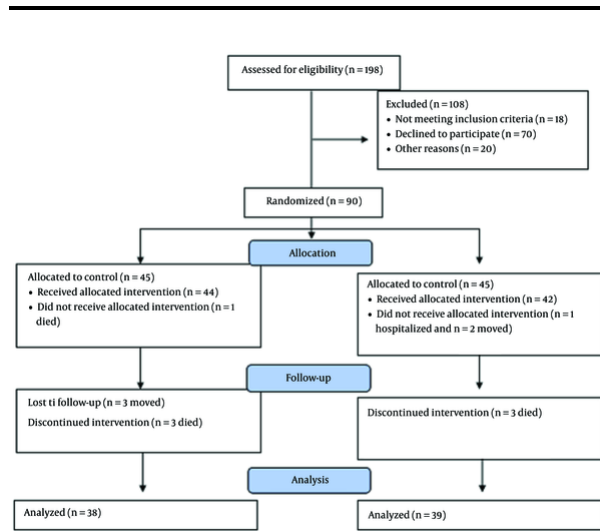 Assessed for eligibility (n = 198)
Excluded (n = 108)
• Not meeting inclusion criteria (n = 18)
• Declined to participate (n = 70)
• Other reasons (n = 20)
Randomized (n = 90)
Allocation
Allocated to control (n = 45)
• Received allocated intervention (n = 44)
• Did not receive allocated intervention (n = 1
died)
Allocated to control (n = 45)
• Received allocated intervention (n = 42)
• Did not receive allocated intervention (n = 1
hospitalized and n = 2 moved)
Follow-up
Lost ti follow-up (n = 3 moved)
Discontinued intervention (n = 3 died)
Discontinued intervention (n = 3 died)
Analysis
Analyzed (n = 38)
Analyzed (n = 39)